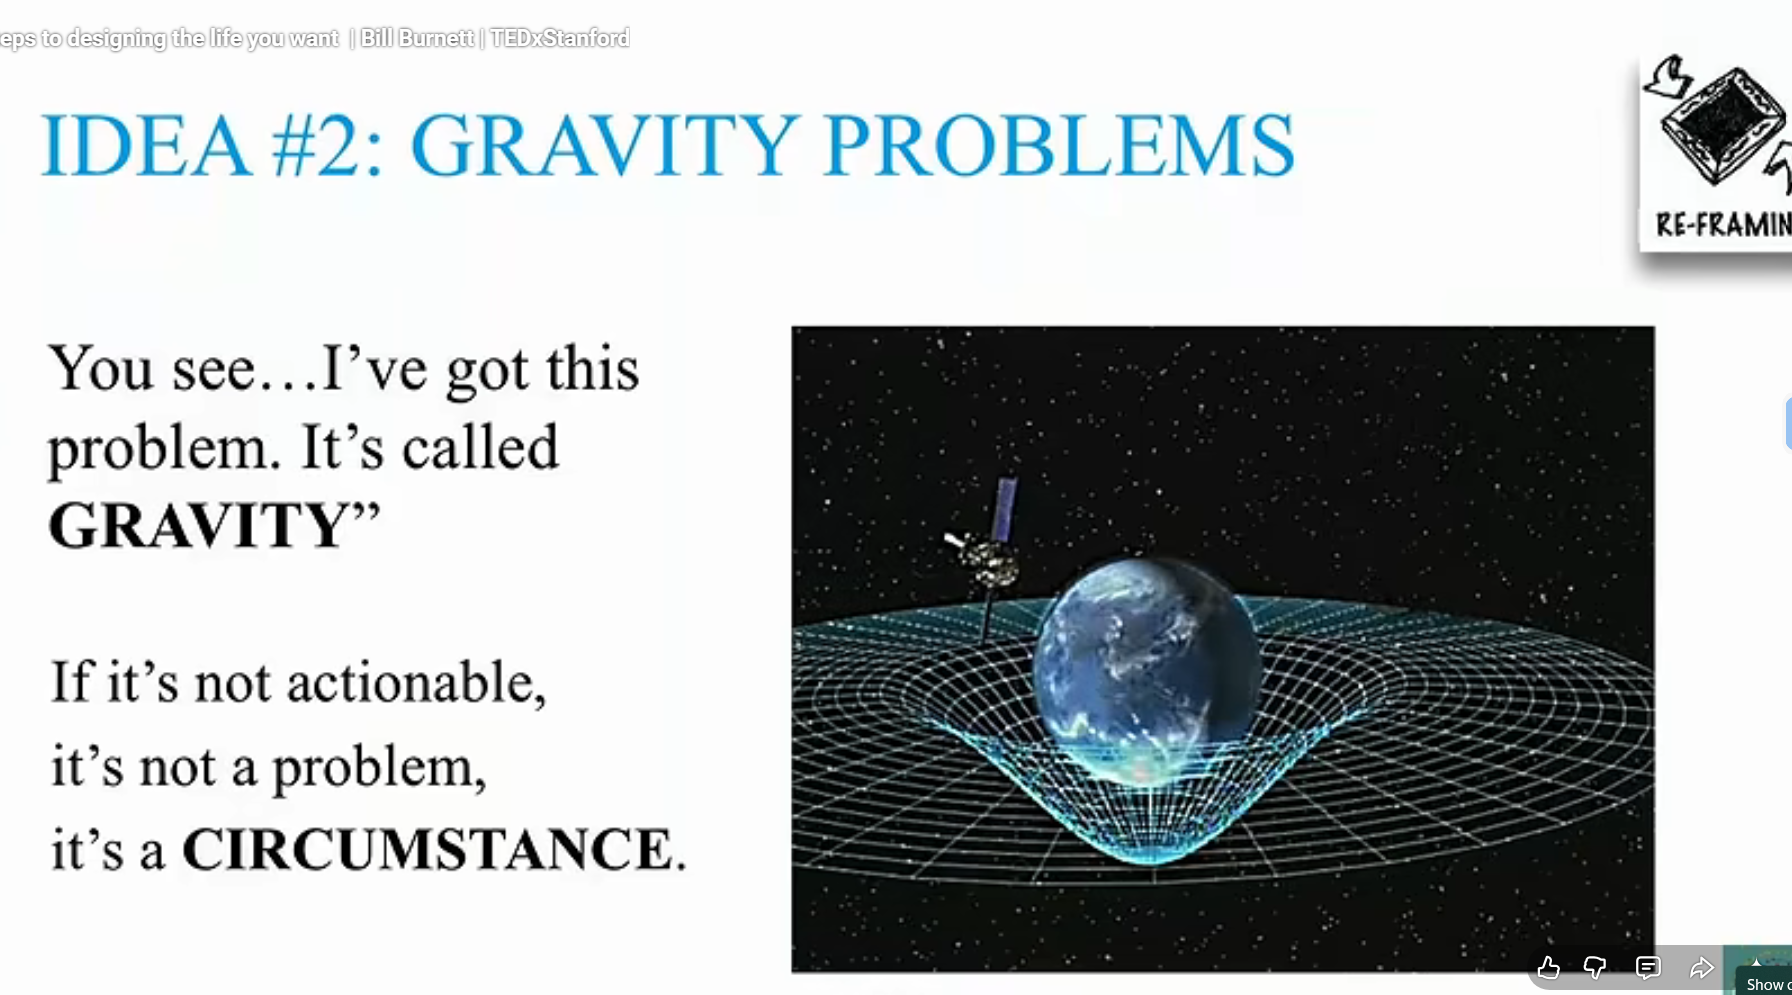 eps to designing the life you want | Bill Burnett | TEDxStanford
IDEA #2: GRAVITY PROBLEMS
RE-FRAMIN
You see…I’ve got this
problem. It’s called
GRAVITY”
If it’s not actionable,
it’s not a problem,
it’s a CIRCUMSTANCE.
Show